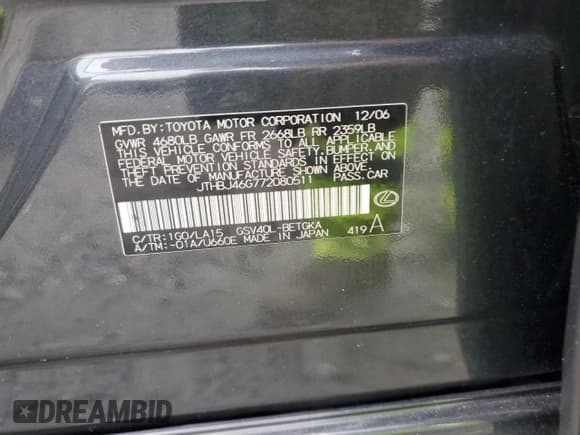 MFD. BY: TOYOTA MOTOR CORPORATION 12/06
GVWR 4680LB GAWR FR 2668LB RR 2359LB
THIS VEHICLE CONFORMS TO ALL APPLICABLE
FEDERAL MOTOR VEHICLE SAFETY, BUMPER, AND
THEFT PREVENTION STANDARDS IN EFFECT ON
THE DATE OF MANUFACTURE SHOWN ABOVE.
JTHBJ46G772080511 PASS. CAR
C/TR: 1G0/LA15 GSV40L-BETGKA
A/TM: -01A/U660E MADE IN JAPAN 419 A
DREAMBID